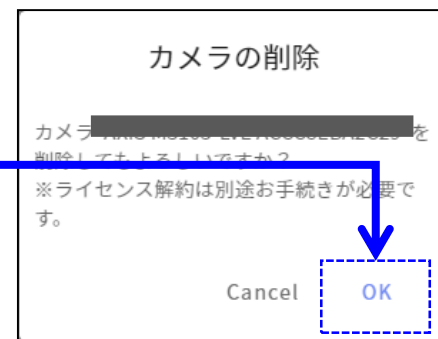 カメラの削除
カメラ を
削除してもよろしいですか？
※ライセンス解約は別途お手続きが必要で
す。
Cancel OK